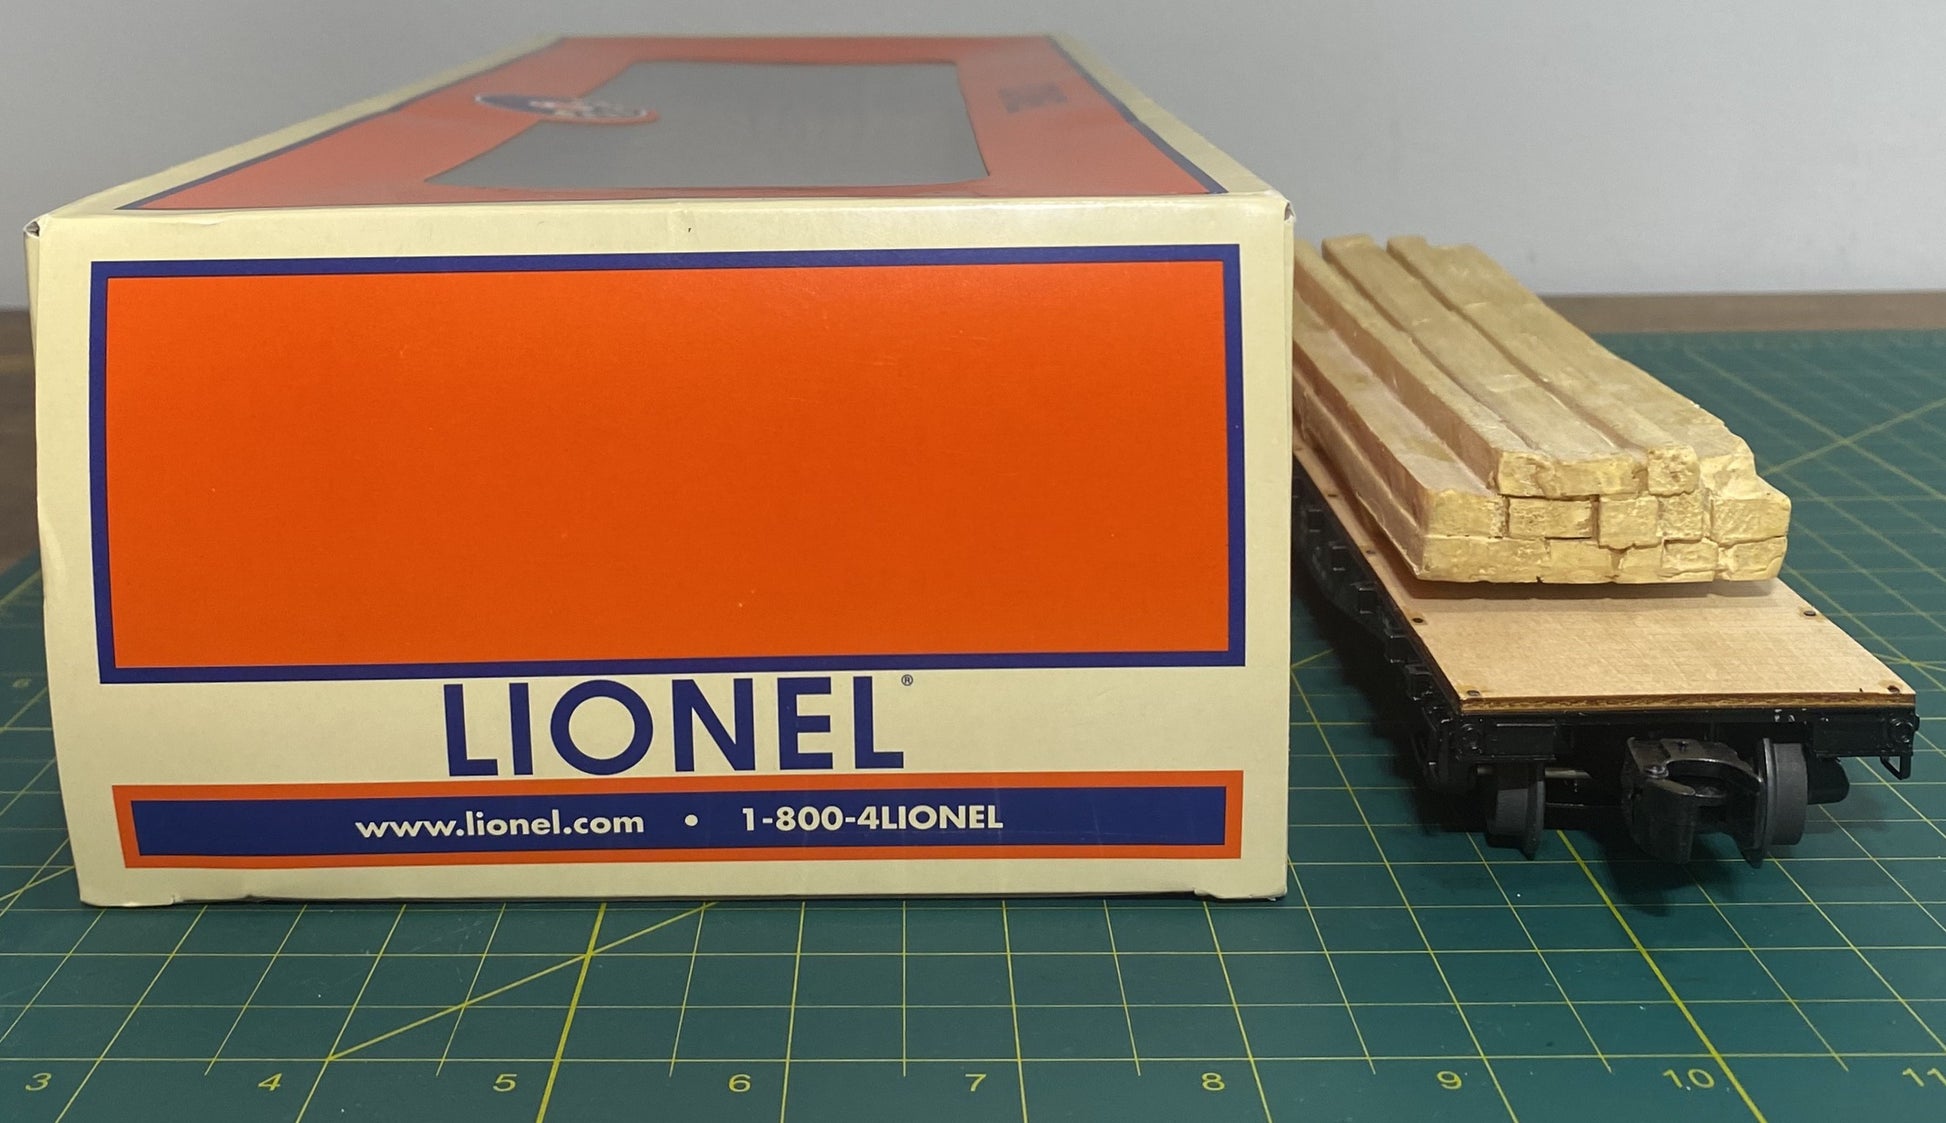 LIONEL®
www.lionel.com • 1-800-4LIONEL
3 4 5 6 7 8 9 10 11